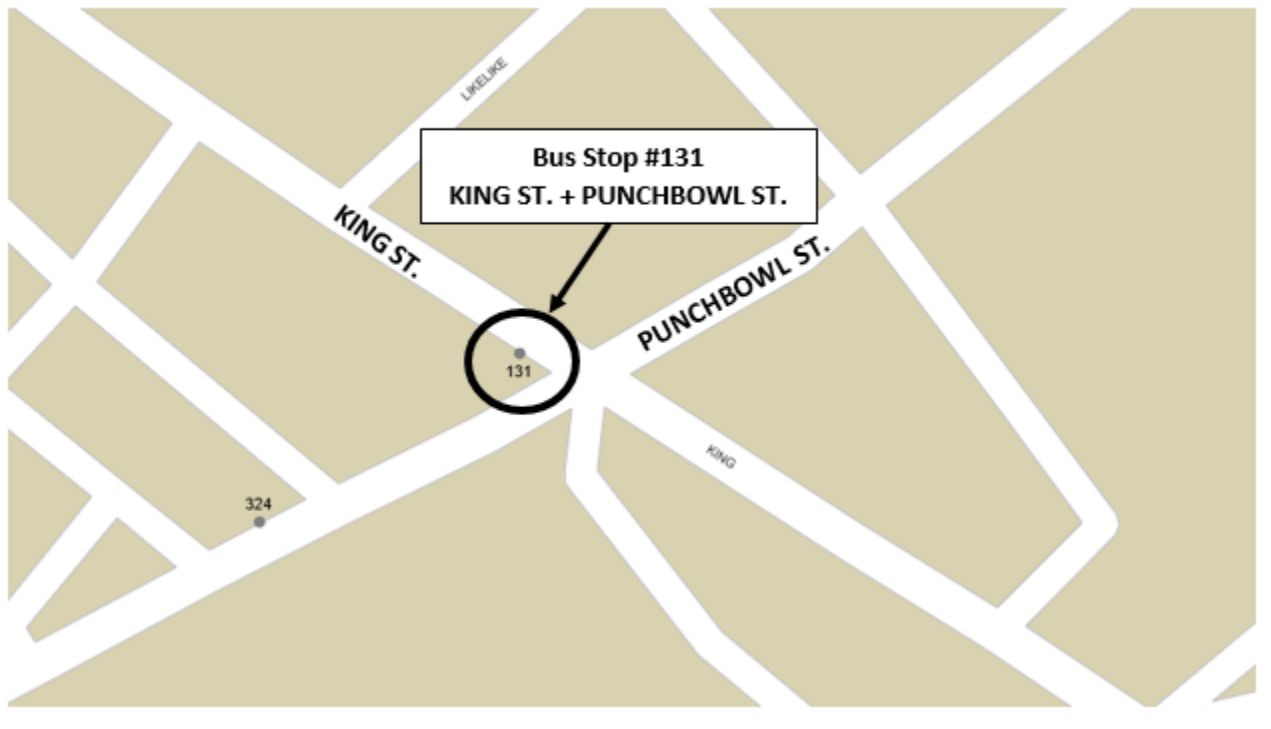 LIKELIKE
Bus Stop #131
KING ST. + PUNCHBOWL ST.
KING ST.
PUNCHBOWL ST.
131
KING
324